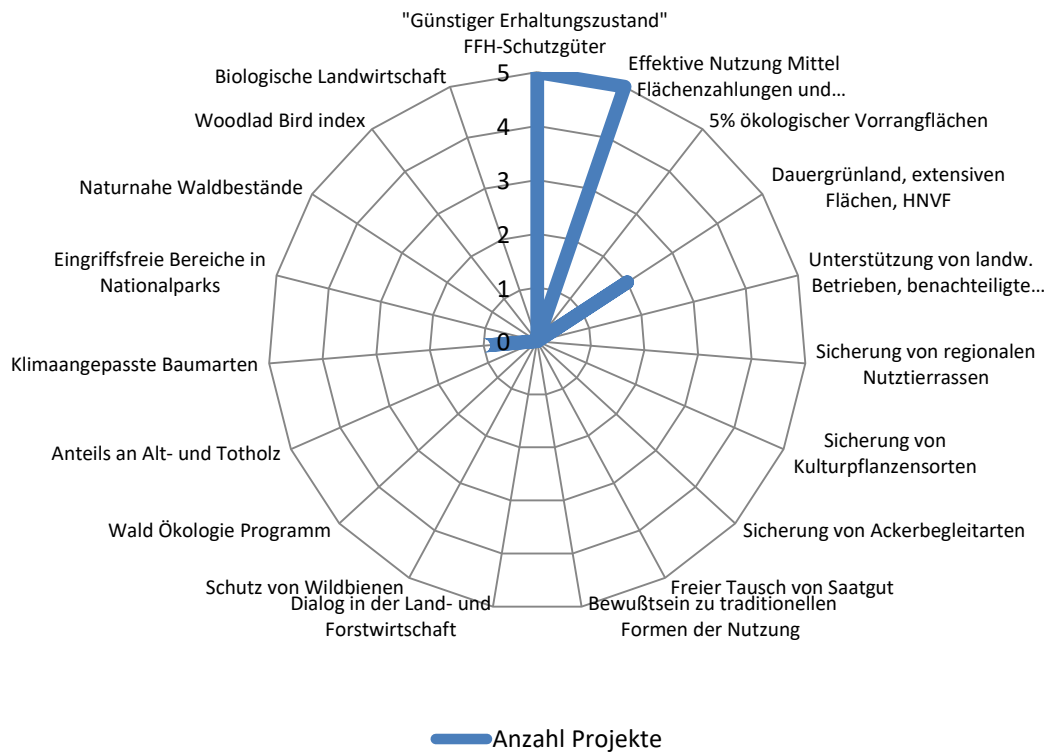 "Günstiger Erhaltungszustand"
FFH-Schutzgüter
Effektive Nutzung Mittel
Flächenzahlungen und...
5% ökologischer Vorrangflächen
Dauergrünland, extensiven
Flächen, HNVF
Unterstützung von landw.
Betrieben, benachteiligte...
Sicherung von regionalen
Nutztierrassen
Sicherung von
Kulturpflanzensorten
Sicherung von Ackerbegleitarten
Freier Tausch von Saatgut
Bewußtsein zu traditionellen
Formen der Nutzung
Dialog in der Land- und
Forstwirtschaft
Schutz von Wildbienen
Wald Ökologie Programm
Anteils an Alt- und Totholz
Klimaangepasste Baumarten
Eingriffsfreie Bereiche in
Nationalparks
Naturnahe Waldbestände
Woodlad Bird index
Biologische Landwirtschaft
5
4
3
2
1
0
Anzahl Projekte